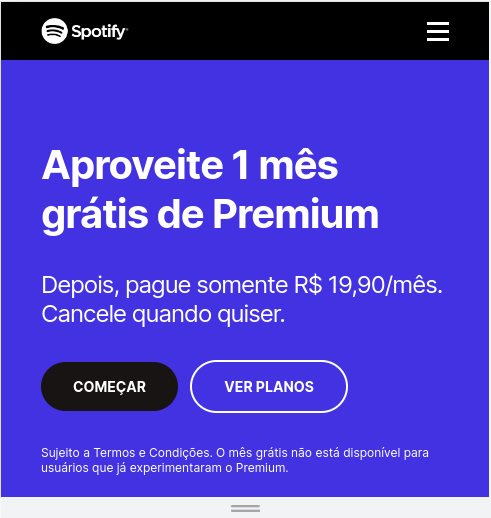 Spotify
Aproveite 1 mês
grátis de Premium
Depois, pague somente R$ 19,90/mês.
Cancele quando quiser.
COMEÇAR
VER PLANOS
Sujeito a Termos e Condições. O mês grátis não está disponível para
usuários que já experimentaram o Premium.